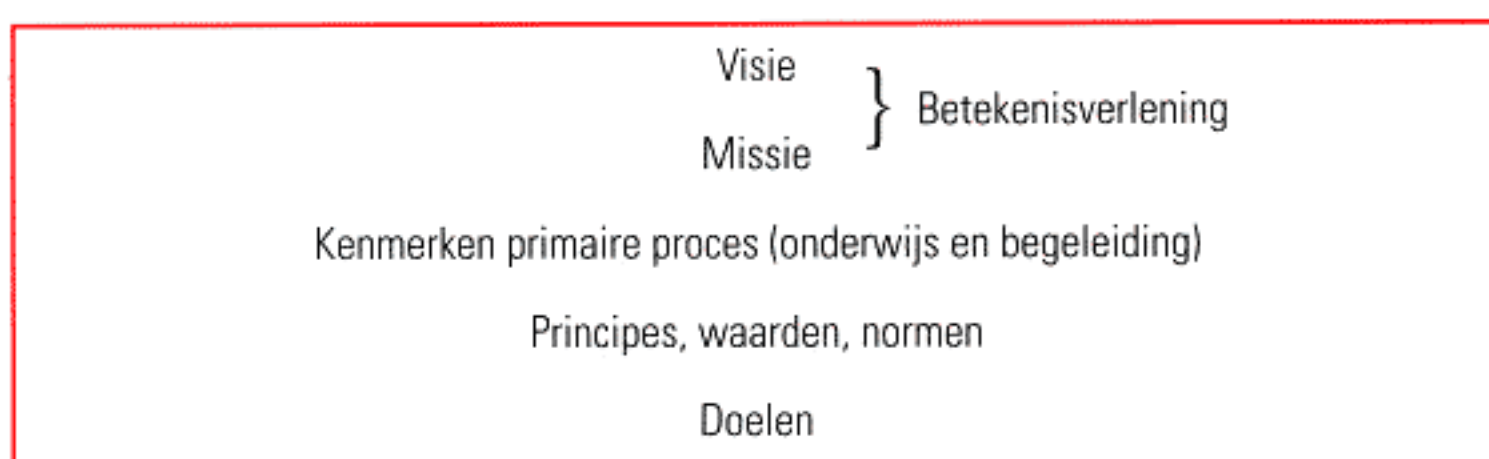 Visie
} Betekenisverlening
Missie
Kenmerken primaire proces (onderwijs en begeleiding)
Principes, waarden, normen
Doelen